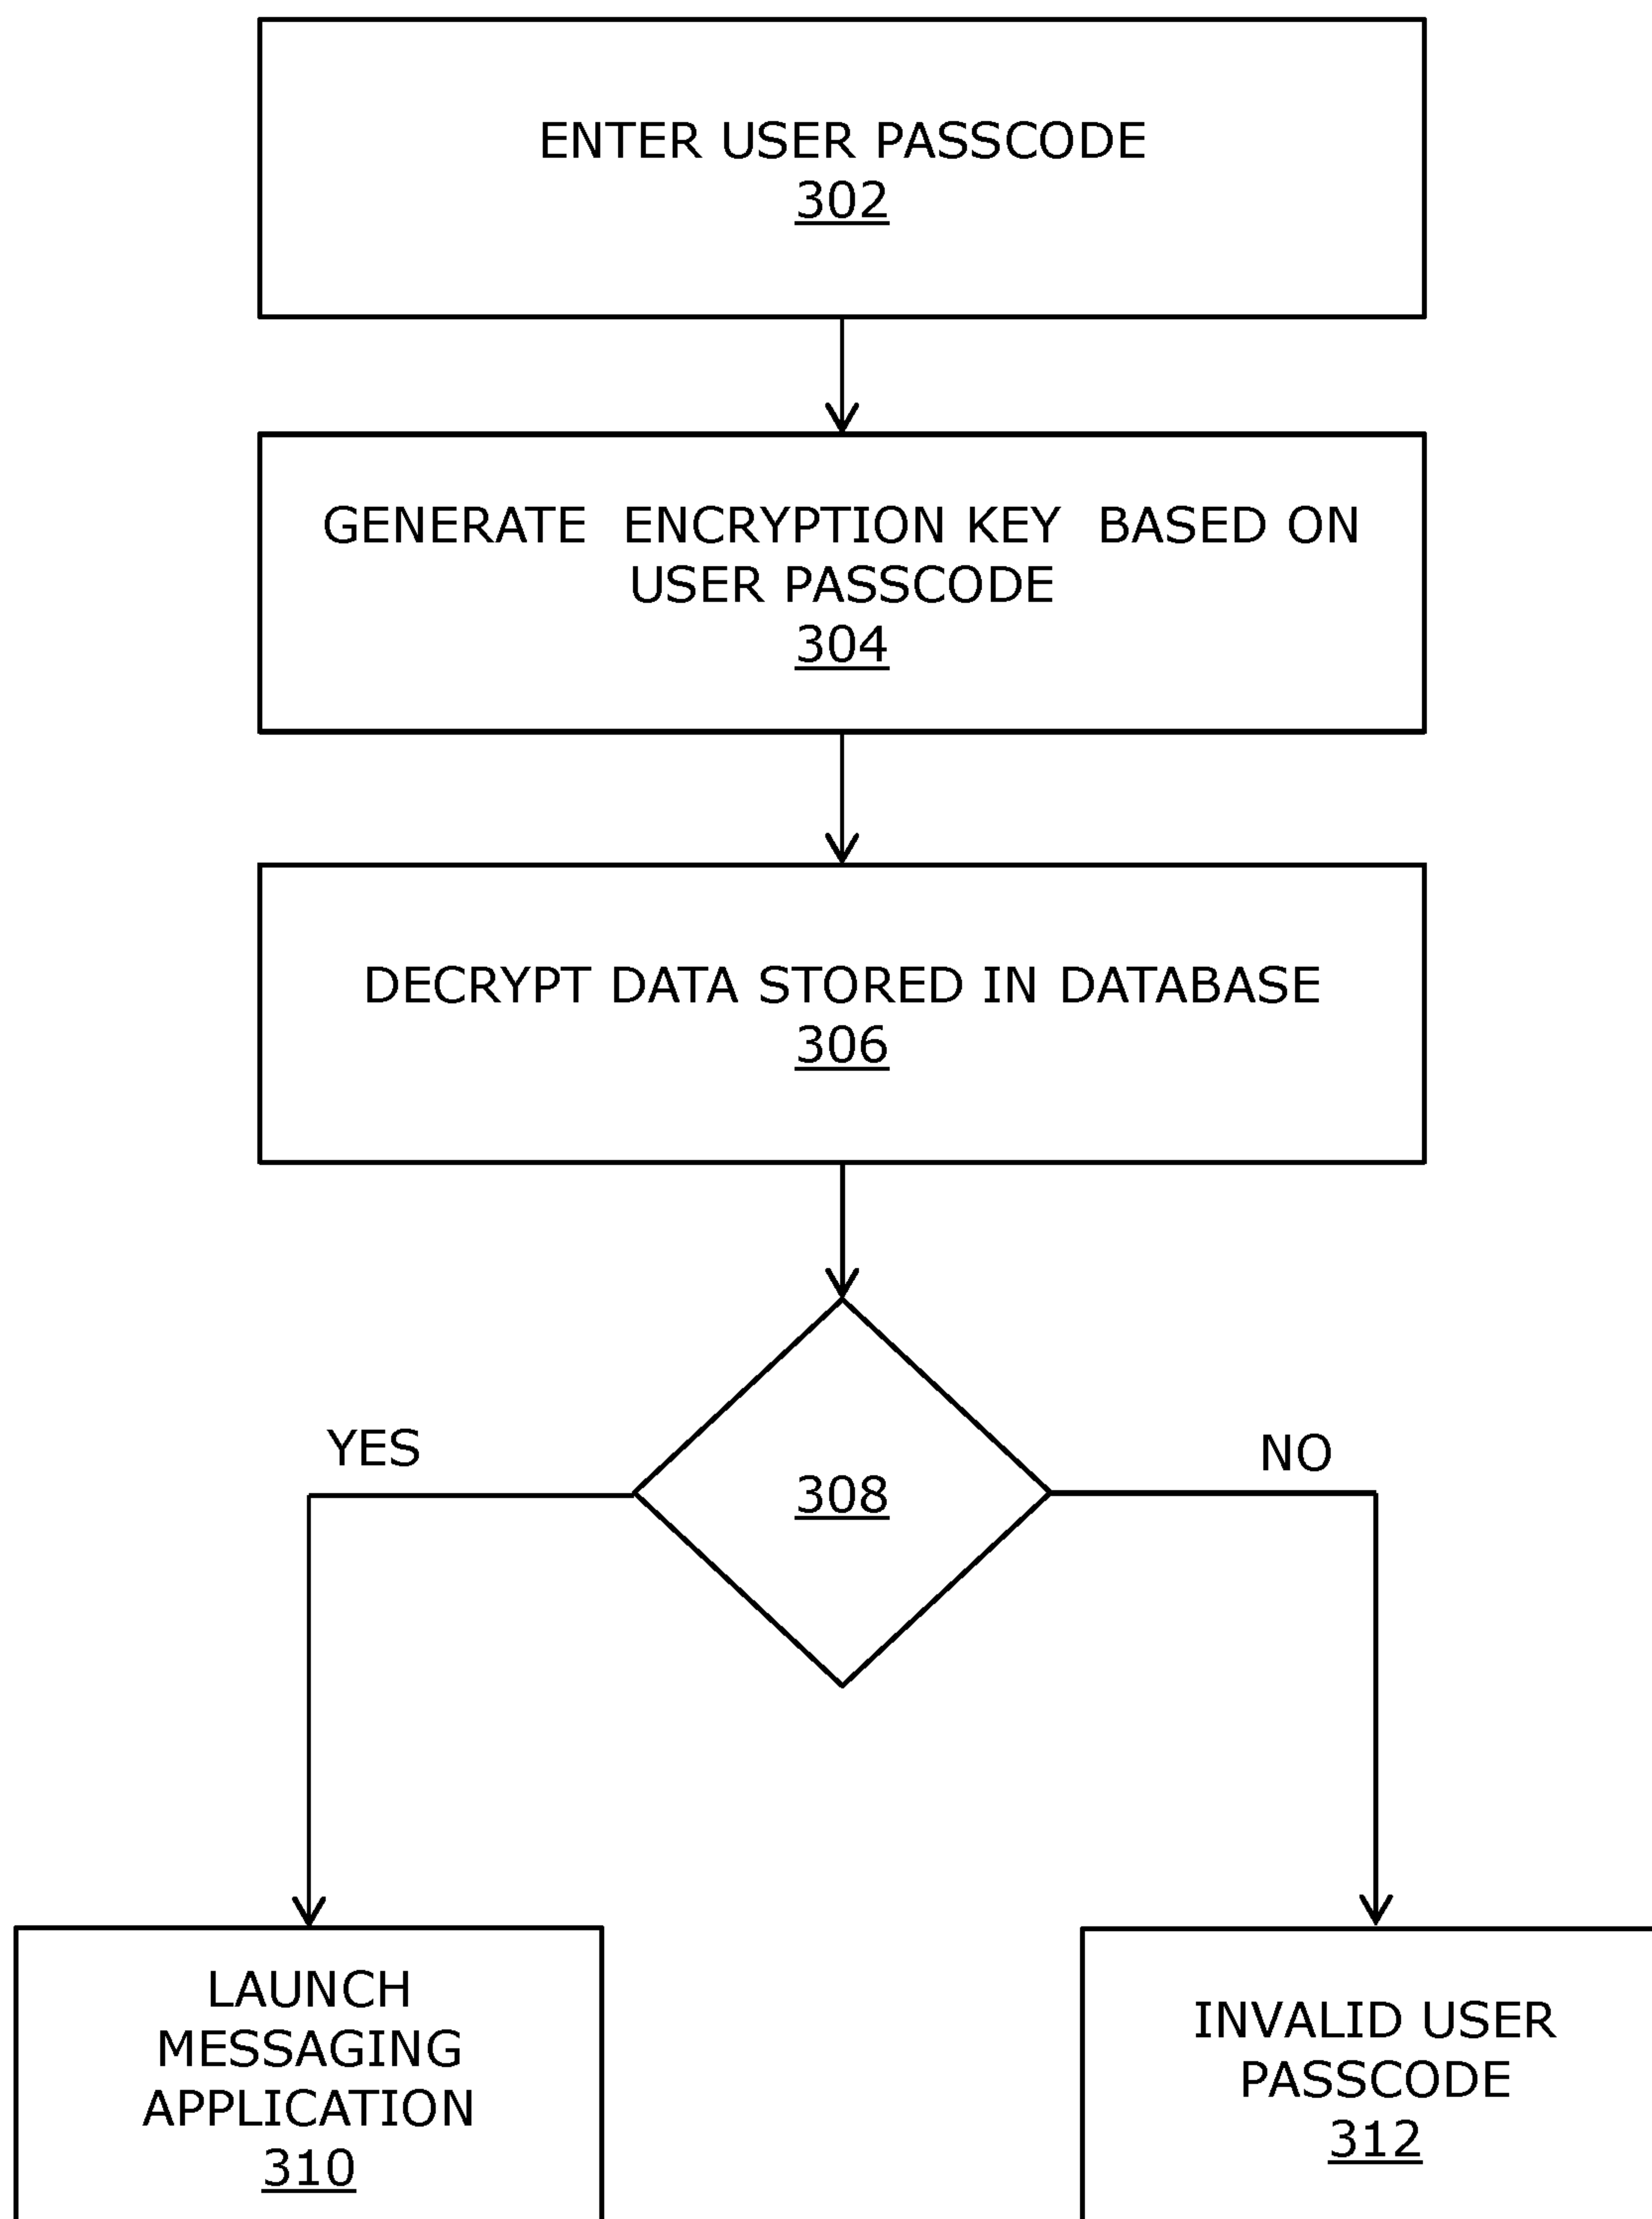 ENTER USER PASSCODE
302
GENERATE ENCRYPTION KEY BASED ON
USER PASSCODE
304
DECRYPT DATA STORED IN DATABASE
306
YES
NO
308
LAUNCH
MESSAGING
APPLICATION
310
INVALID USER
PASSCODE
312